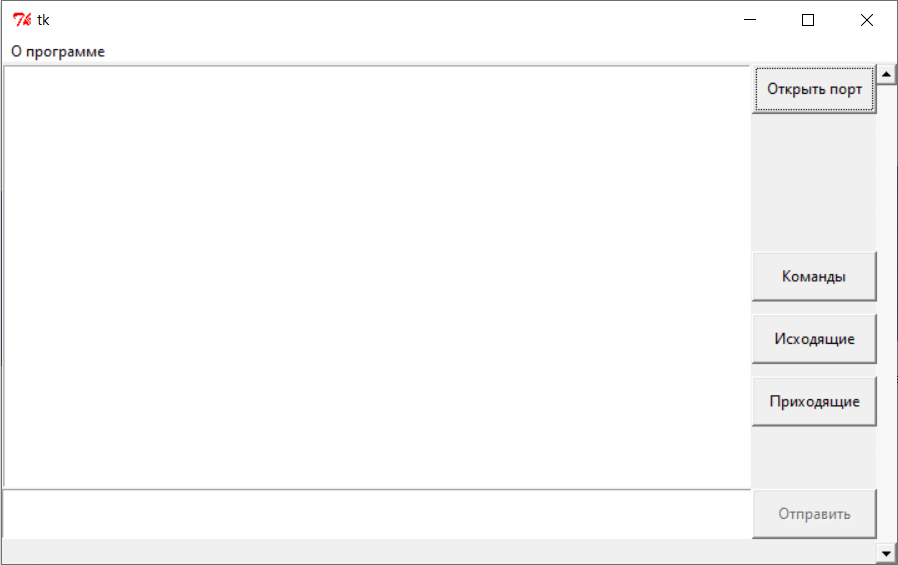 tk
О программе
Открыть порт
Команды
Исходящие
Приходящие
Отправить